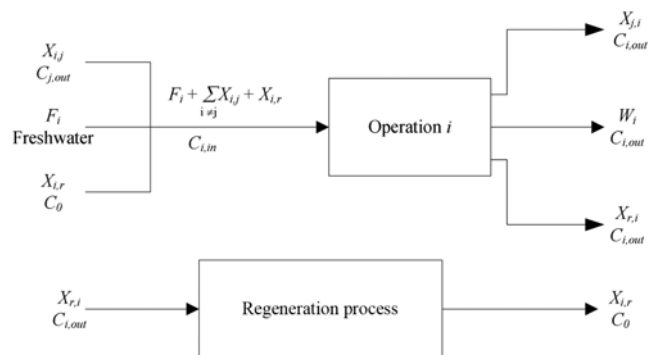 X_{i,j}
C_{j,out}
F_i
Freshwater
X_{i,r}
C_0
F_i + ∑_{i≠j} X_{i,j} + X_{i,r}
C_{i,in}
Operation i
X_{j,i}
C_{i,out}
W_i
C_{i,out}
X_{r,i}
C_{i,out}
X_{r,i}
C_{i,out}
Regeneration process
X_{i,r}
C_0